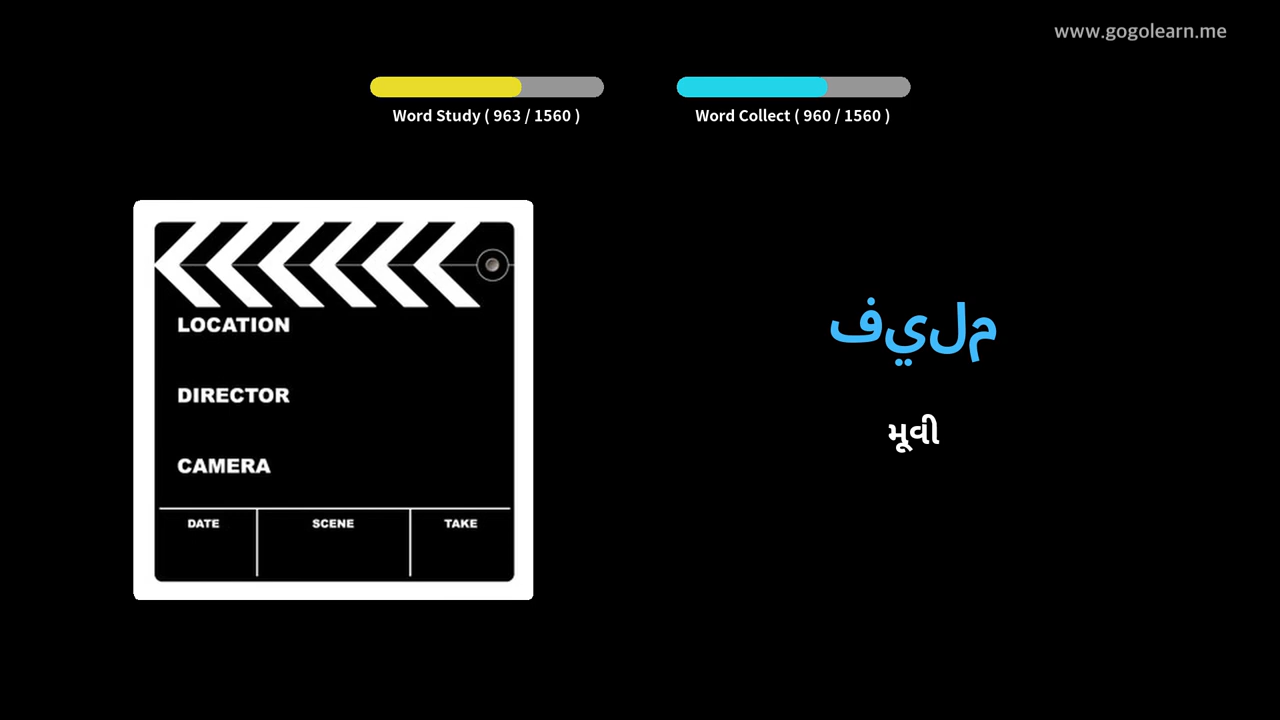 www.gogolearn.me
Word Study ( 963 / 1560 )
Word Collect ( 960 / 1560 )
LOCATION
DIRECTOR
CAMERA
DATE
SCENE
TAKE
فيلم
મૂવી